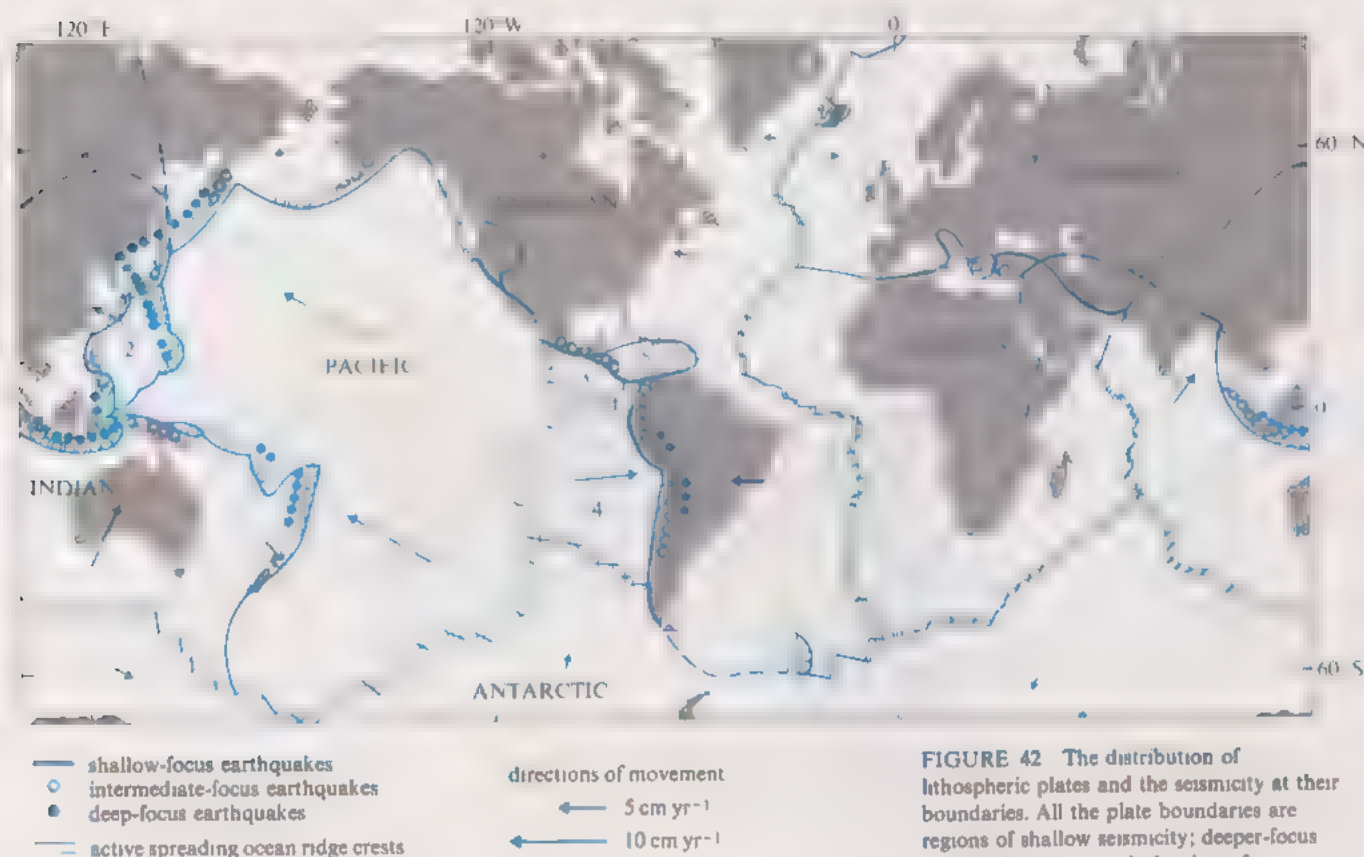 120 E
120 W
0
60 N
PACIFIC
2
INDIAN
4
0
60 S
ANTARCTIC
shallow-focus earthquakes
intermediate-focus earthquakes
deep-focus earthquakes
active spreading ocean ridge crests
directions of movement
5 cm yr⁻¹
10 cm yr⁻¹
FIGURE 42 The distribution of
lithospheric plates and the seismicity at their
boundaries. All the plate boundaries are
regions of shallow seismicity; deeper-focus